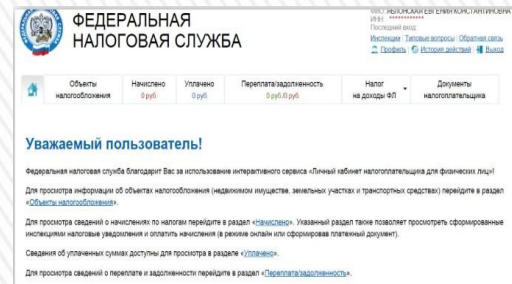 ФЕДЕРАЛЬНАЯ
НАЛОГОВАЯ СЛУЖБА
ФИО: ЯБЛОНСКАЯ ЕВГЕНИЯ КОНСТАНТИНОВНА
ИНН: ************
Последний вход:
Инспекции | Типовые вопросы | Обратная связь
Профиль | История действий | Выход
Объекты налогообложения
Начислено 0 руб.
Уплачено 0 руб.
Переплата/задолженность 0 руб./0 руб.
Налог на доходы ФЛ
Документы налогоплательщика
Уважаемый пользователь!
Федеральная налоговая служба благодарит Вас за использование интерактивного сервиса «Личный кабинет налогоплательщика для физических лиц»!
Для просмотра информации об объектах налогообложения (недвижимом имуществе, земельных участках и транспортных средствах) перейдите в раздел
«Объекты налогообложения».
Для просмотра сведений о начислениях по налогам перейдите в раздел «Начислено». Указанный раздел также позволяет просмотреть сформированные
инспекциями налоговые уведомления и оплатить начисления (в режиме онлайн или сформировав платежный документ).
Сведения об уплаченных суммах доступны для просмотра в разделе «Уплачено».
Для просмотра сведений о переплате и задолженности перейдите в раздел «Переплата/задолженность».